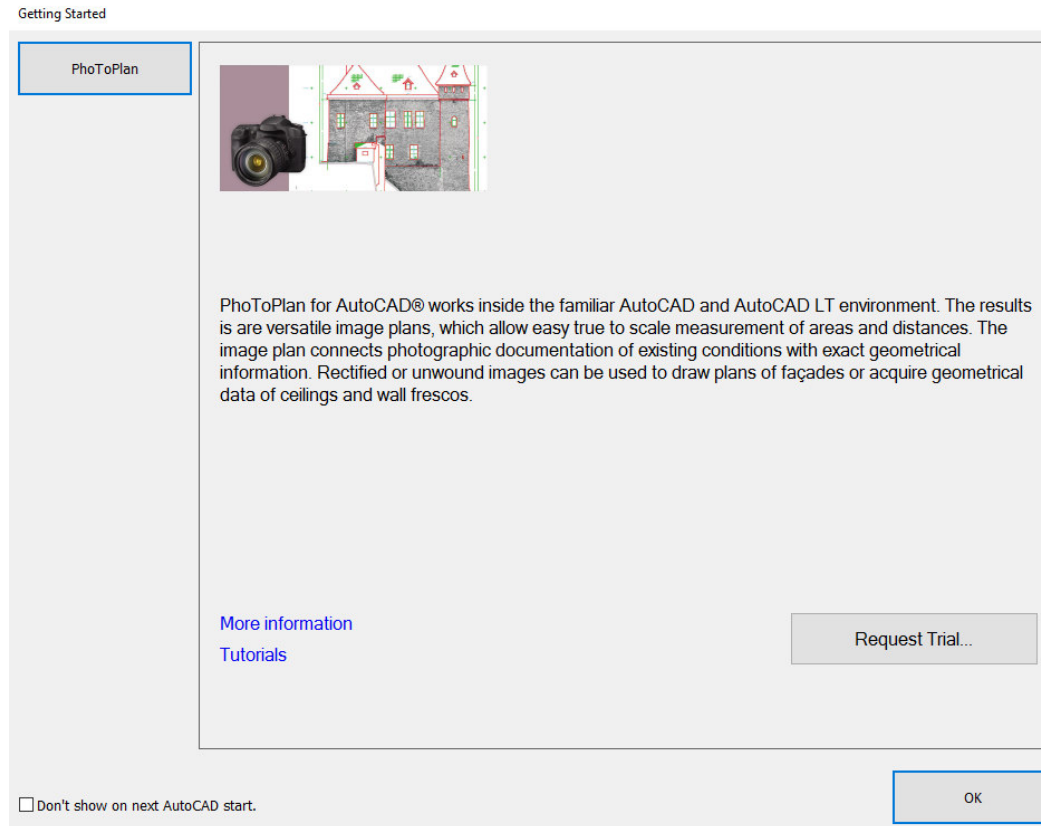 Getting Started
PhoToPlan
PhoToPlan for AutoCAD® works inside the familiar AutoCAD and AutoCAD LT environment. The results
is are versatile image plans, which allow easy true to scale measurement of areas and distances. The
image plan connects photographic documentation of existing conditions with exact geometrical
information. Rectified or unwound images can be used to draw plans of façades or acquire geometrical
data of ceilings and wall frescos.
More information
Tutorials
Request Trial...
Don't show on next AutoCAD start.
OK